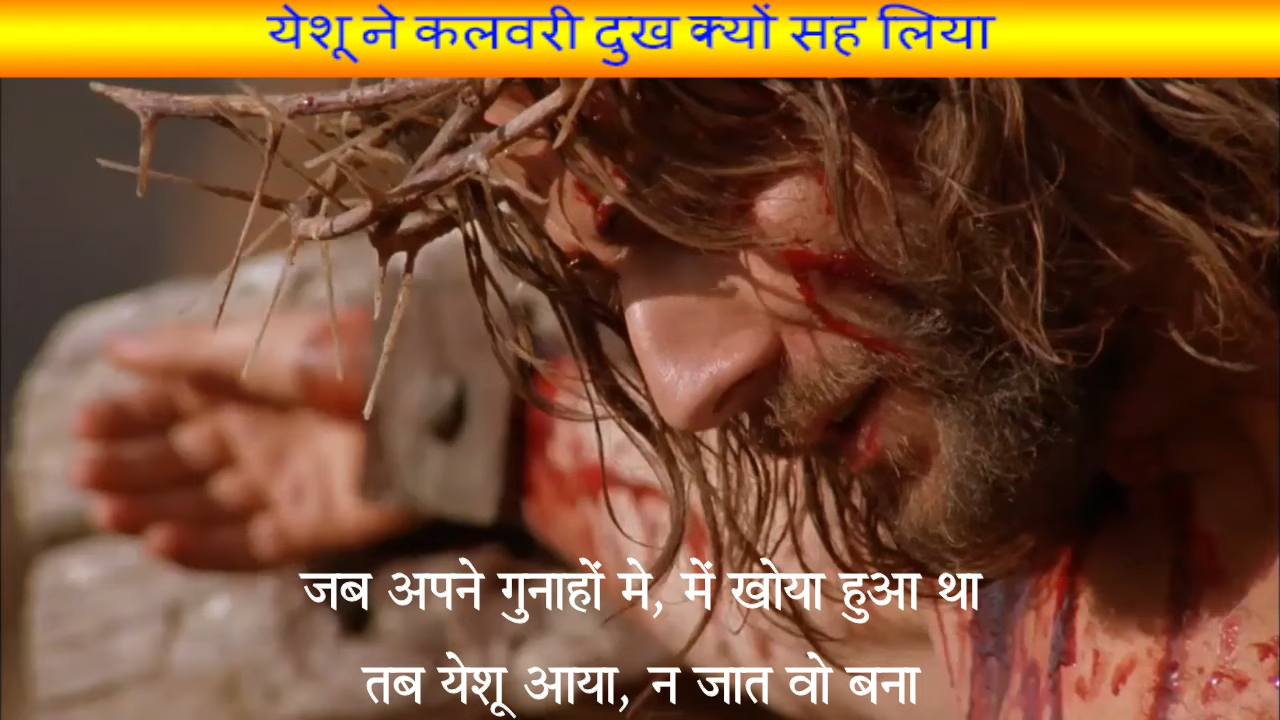 येशू ने कलवरी दुख क्यों सह लिया
जब अपने गुनाहों मे, में खोया हुआ था
तब येशू आया, न जात वो बना